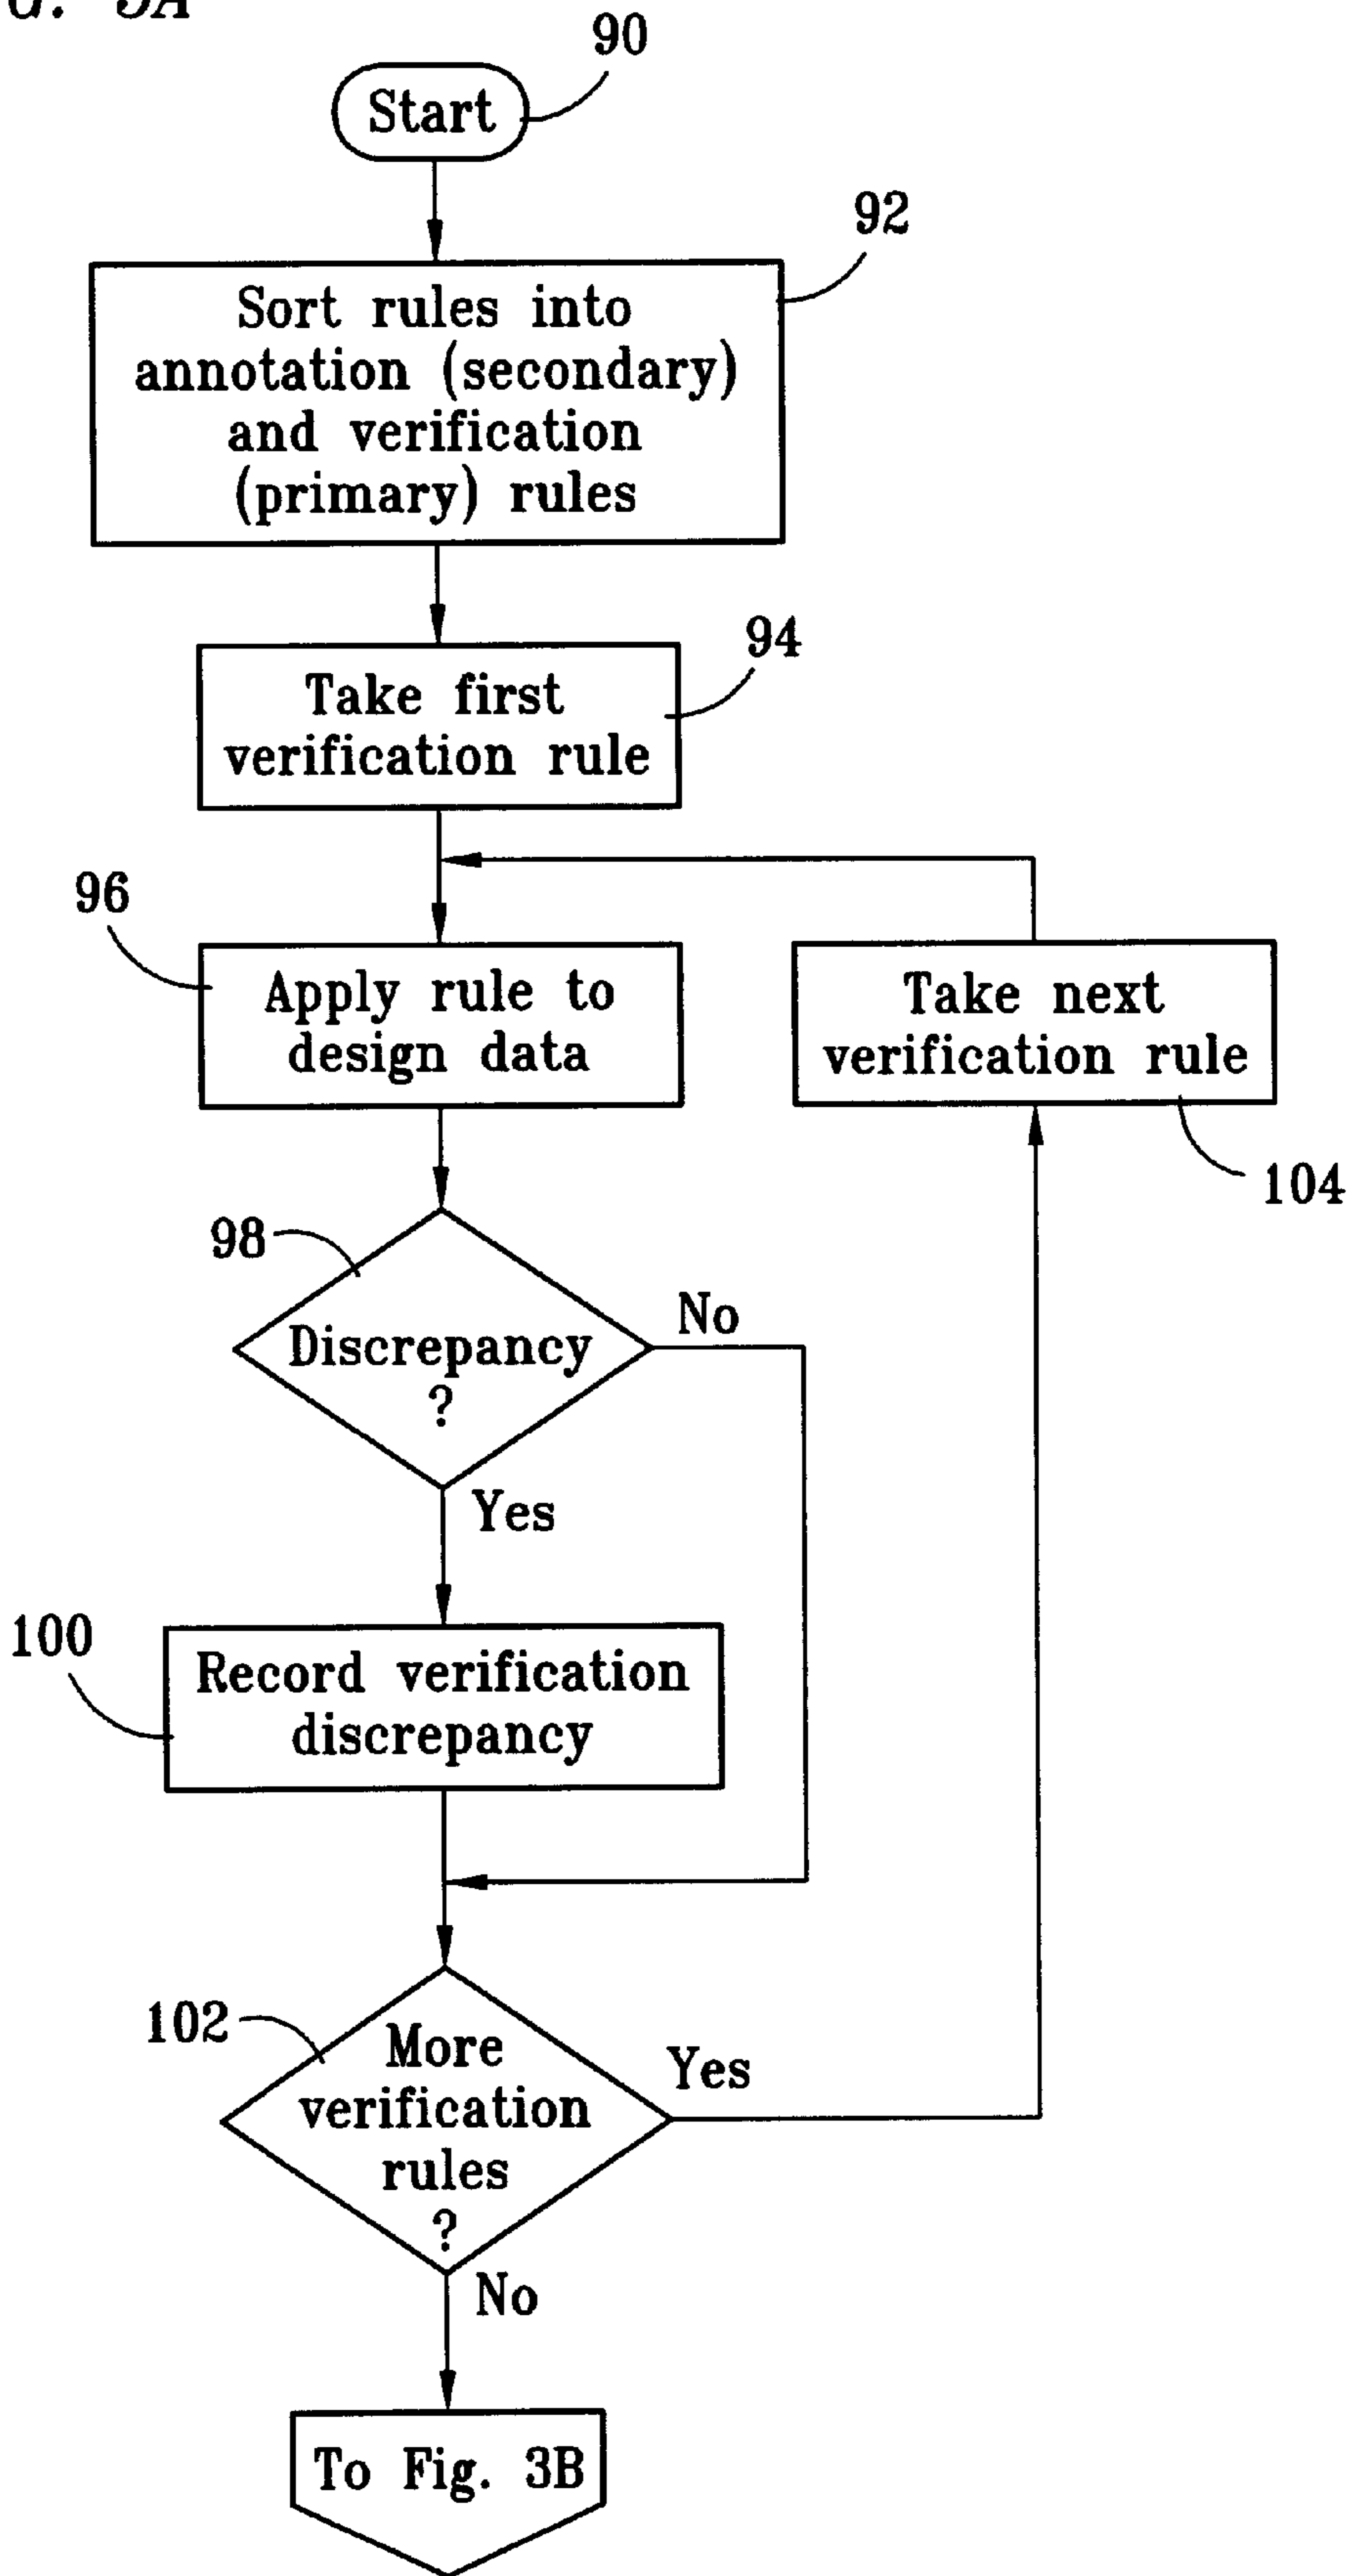 3A
90
Start
92
Sort rules into
annotation (secondary)
and verification
(primary) rules
94
Take first
verification rule
96
Apply rule to
design data
Take next
verification rule
104
98
Discrepancy
?
No
Yes
100
Record verification
discrepancy
102
More
verification
rules
?
Yes
No
To Fig. 3B